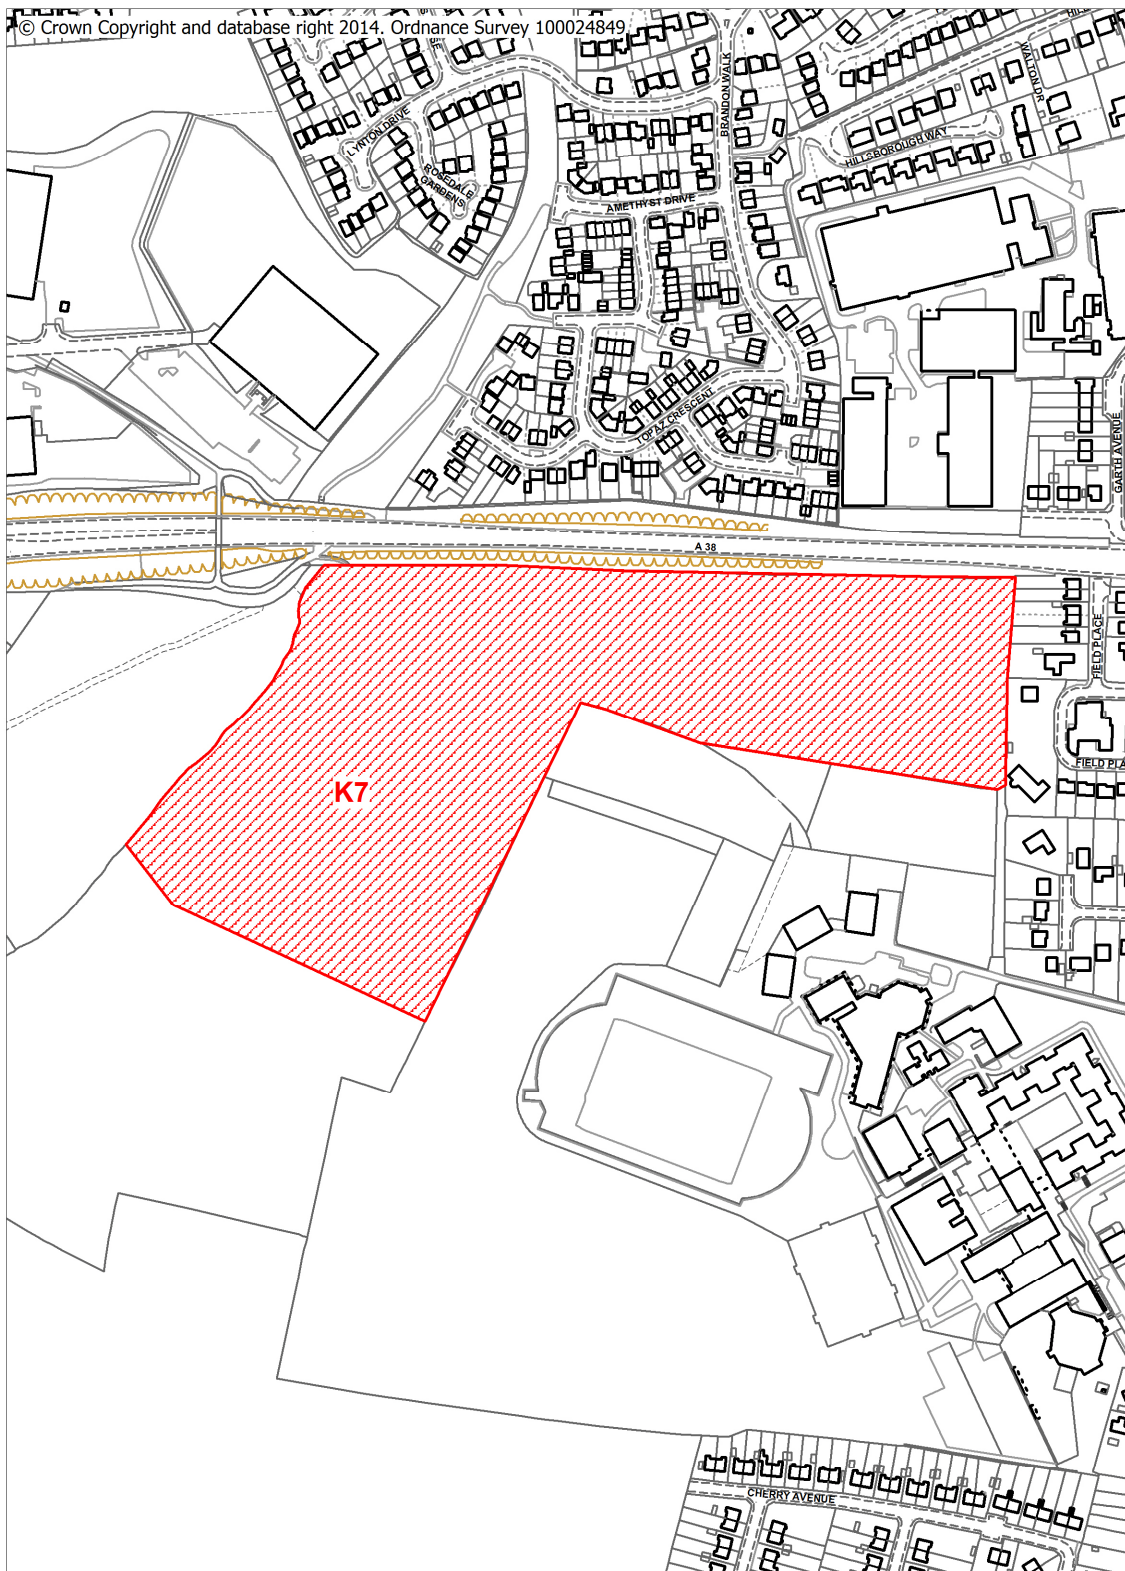 © Crown Copyright and database right 2014. Ordnance Survey 100024849.
BRANDON WALK
WALTON DR
LYNTON DRIVE
HILLSBOROUGH WAY
ROSEDALE
GARDENS
AMETHYST DRIVE
TOPAZ CRESCENT
GARTH AVENUE
A 38
FIELD PLACE
FIELD PLA
K7
CHERRY AVENUE